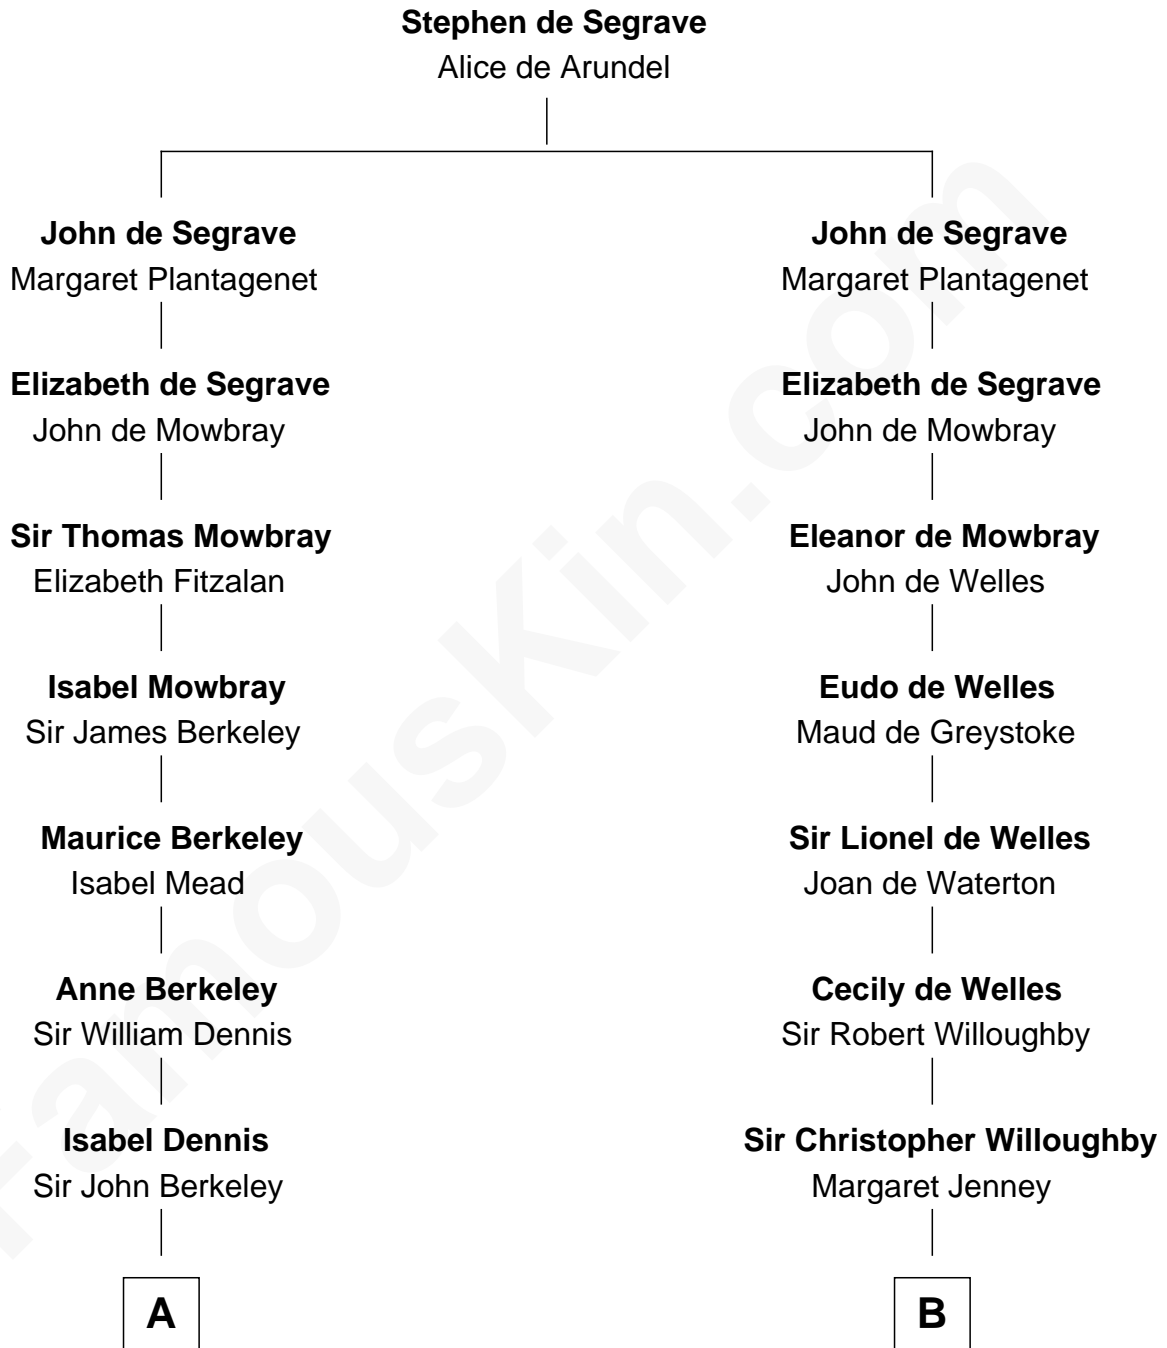 Stephen de Segrave
Alice de Arundel
John de Segrave
Margaret Plantagenet
Elizabeth de Segrave
John de Mowbray
Sir Thomas Mowbray
Elizabeth Fitzalan
Isabel Mowbray
Sir James Berkeley
Maurice Berkeley
Isabel Mead
Anne Berkeley
Sir William Dennis
Isabel Dennis
Sir John Berkeley
A
John de Segrave
Margaret Plantagenet
Elizabeth de Segrave
John de Mowbray
Eleanor de Mowbray
John de Welles
Eudo de Welles
Maud de Greystoke
Sir Lionel de Welles
Joan de Waterton
Cecily de Welles
Sir Robert Willoughby
Sir Christopher Willoughby
Margaret Jenney
B
FamousKin.com